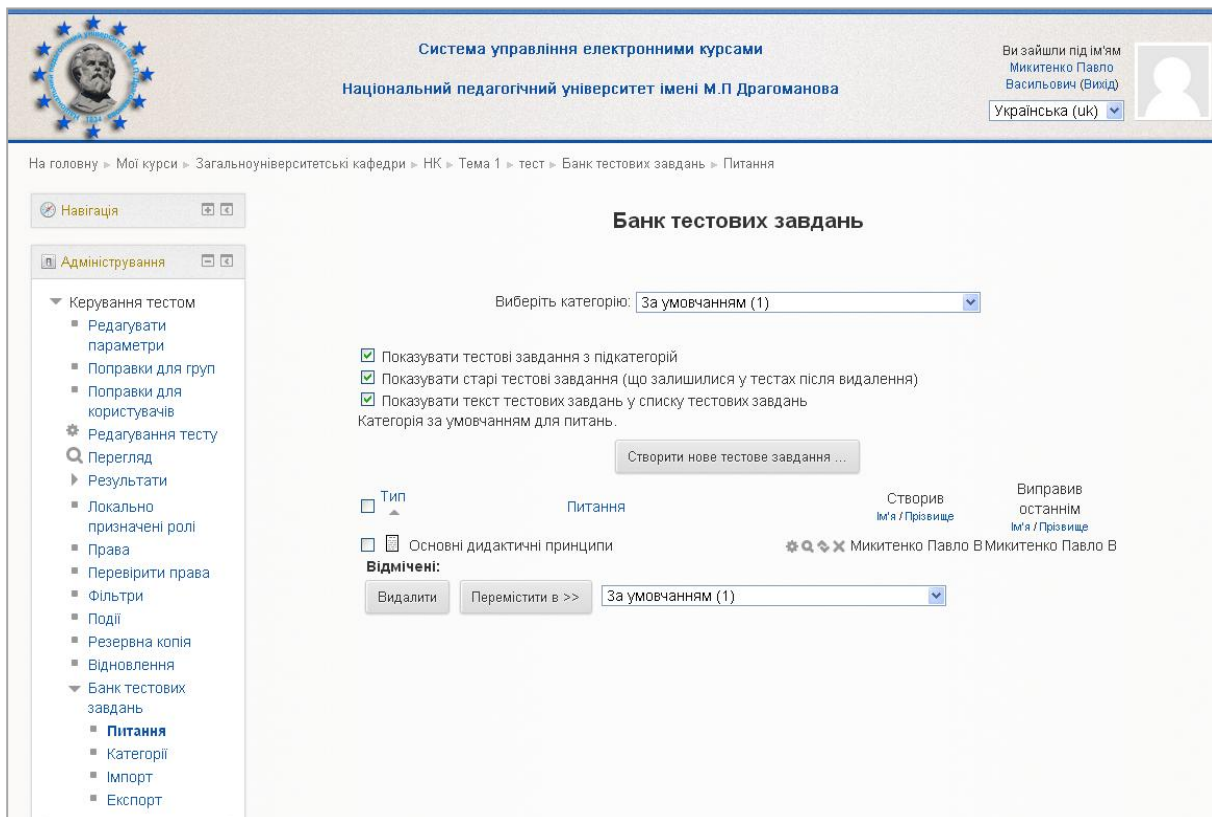 Система управління електронними курсами
Національний педагогічний університет імені М.П Драгоманова
Ви зайшли під ім'ям
Микитенко Павло
Васильович (Вихід)
Українська (uk)
На головну ► Мої курси ► Загальноуніверситетські кафедри ► НК ► Тема 1 ► тест ► Банк тестових завдань ► Питання
Навігація
Адміністрування
Керування тестом
Редагувати
параметри
Поправки для груп
Поправки для
користувачів
Редагування тесту
Перегляд
Результати
Локально
призначені ролі
Права
Перевірити права
Фільтри
Події
Резервна копія
Відновлення
Банк тестових
завдань
Питання
Категорії
Імпорт
Експорт
Банк тестових завдань
Виберіть категорію: За умовчанням (1)
Показувати тестові завдання з підкатегорій
Показувати старі тестові завдання (що залишилися у тестах після видалення)
Показувати текст тестових завдань у списку тестових завдань
Категорія за умовчанням для питань.
Створити нове тестове завдання ...
Тип
Питання
Створив
Ім'я / Прізвище
Виправив
останнім
Ім'я / Прізвище
Основні дидактичні принципи Микитенко Павло В Микитенко Павло В
Відмічені:
Видалити Перемістити в >> За умовчанням (1)